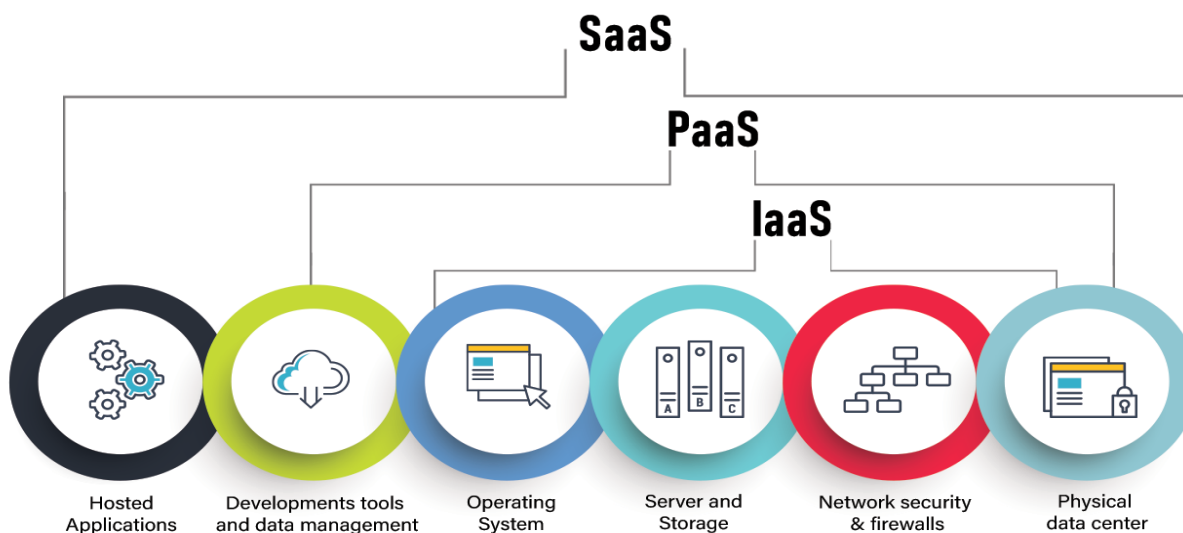 SaaS
PaaS
IaaS
A
B
C
Hosted
Applications
Developments tools
and data management
Operating
System
Server and
Storage
Network security
& firewalls
Physical
data center